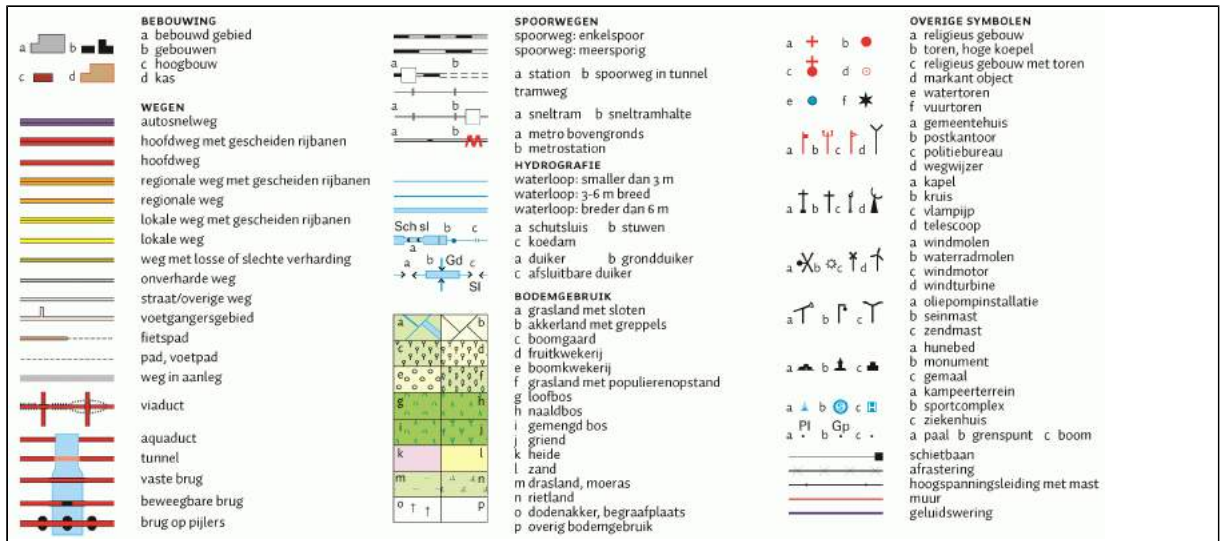 BEBOUWING
a bebouwd gebied
a b
b gebouwen
c hoogbouw
c d
d kas
WEGEN
autosnelweg
hoofdweg met gescheiden rijbanen
hoofdweg
regionale weg met gescheiden rijbanen
regionale weg
lokale weg met gescheiden rijbanen
lokale weg
weg met losse of slechte verharding
onverharde weg
straat/overige weg
voetgangersgebied
fietspad
pad, voetpad
weg in aanleg
viaduct
aquaduct
tunnel
vaste brug
beweegbare brug
brug op pijlers
SPOORWEGEN
spoorweg: enkelspoor
spoorweg: meersporig
a b
a station b spoorweg in tunnel
tramweg
a b
a sneltram b sneltramhalte
a b
a metro bovengronds
b metrostation
HYDROGRAFIE
waterloop: smaller dan 3 m
waterloop: 3-6 m breed
waterloop: breder dan 6 m
Sch sl b c
a
a schutsluis b stuwen
c koedam
a b Gd c
Sl
a duiker b grondduiker
c afsluitbare duiker
BODEMGEBRUIK
a b
c d
e f
g h
i j
k l
m n
o p
a grasland met sloten
b akkerland met greppels
c boomgaard
d fruitkwekerij
e boomkwekerij
f grasland met populierenopstand
g loofbos
h naaldbos
i gemengd bos
j griend
k heide
l zand
m drasland, moeras
n rietland
o dodenakker, begraafplaats
p overig bodemgebruik
OVERIGE SYMBOLEN
a b
c d
e f
a religieus gebouw
b toren, hoge koepel
c religieus gebouw met toren
d markant object
e watertoren
f vuurtoren
a b c d
a gemeentehuis
b postkantoor
c politiebureau
d wegwijzer
a b c d
a kapel
b kruis
c vlampijp
d telescoop
a b c d
a windmolen
b waterradmolen
c windmotor
d windturbine
a b c
a oliepompinstallatie
b seinmast
c zendmast
a b c
a hunebed
b monument
c gemaal
a b c H
a kampeerterrein
b sportcomplex
c ziekenhuis
Pl Gp
a b c
a paal b grenspunt c boom
schietbaan
afrastering
hoogspanningsleiding met mast
muur
geluidswering